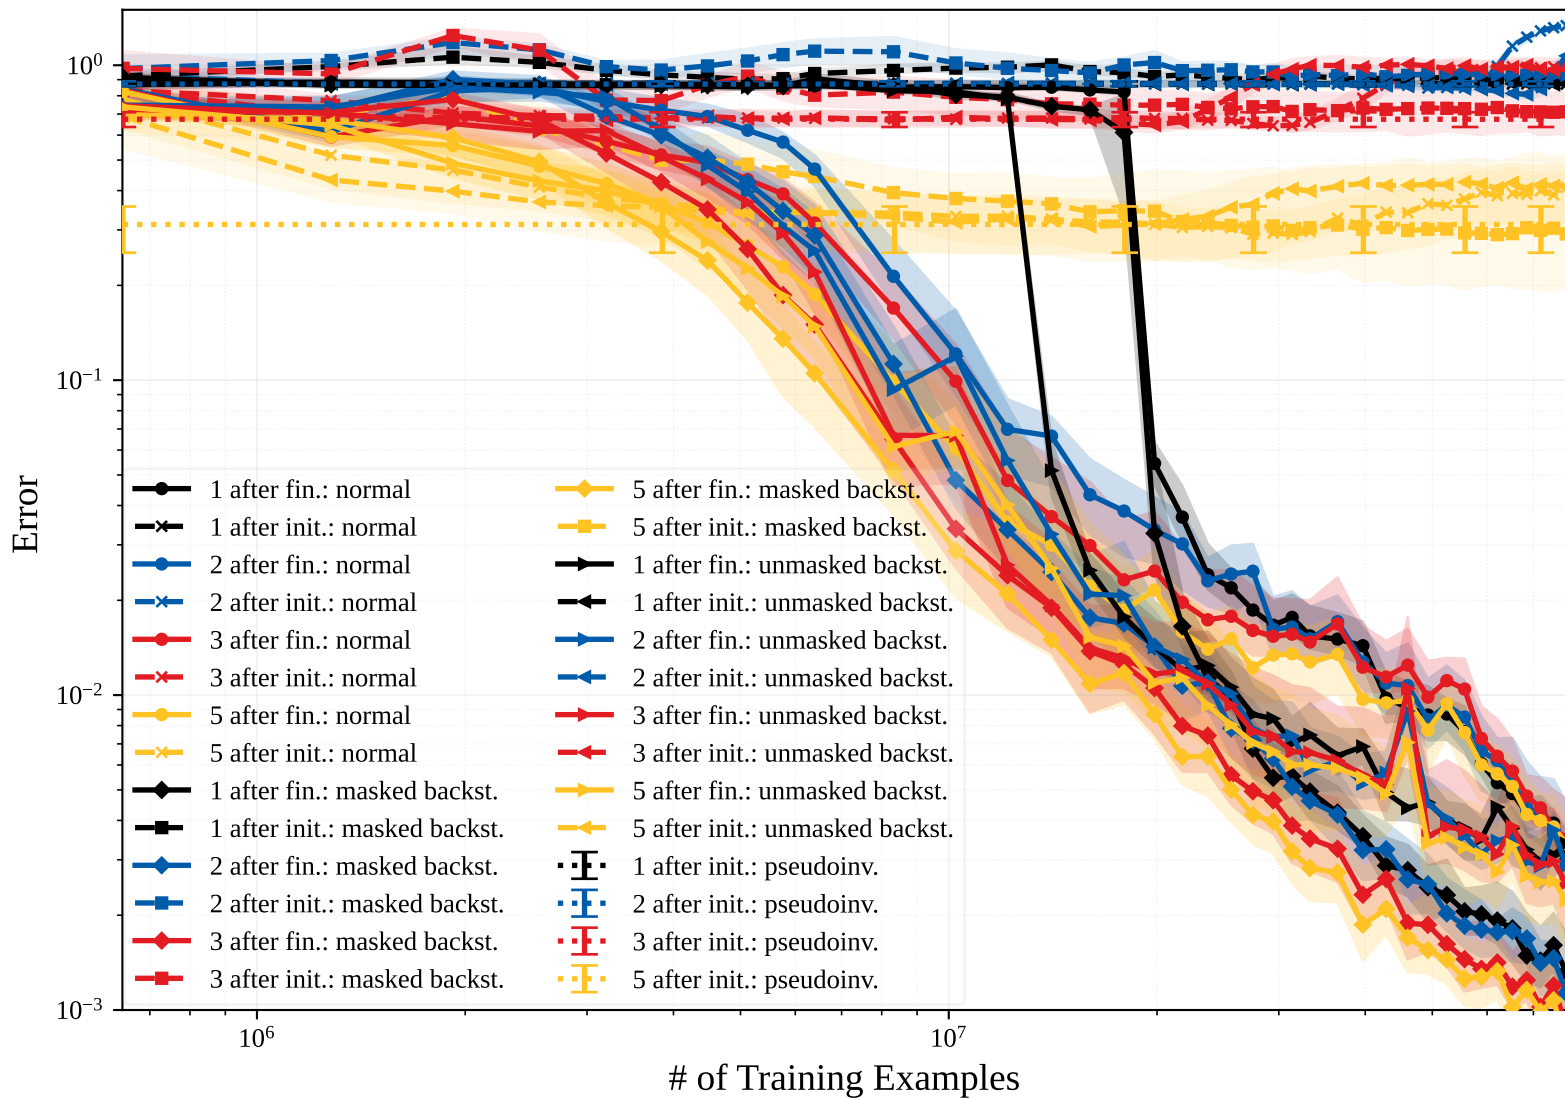 10⁰
10⁻¹
10⁻²
10⁻³
Error
1 after fin.: normal
1 after init.: normal
2 after fin.: normal
2 after init.: normal
3 after fin.: normal
3 after init.: normal
5 after fin.: normal
5 after init.: normal
1 after fin.: masked backst.
1 after init.: masked backst.
2 after fin.: masked backst.
2 after init.: masked backst.
3 after fin.: masked backst.
3 after init.: masked backst.
5 after fin.: masked backst.
5 after init.: masked backst.
1 after fin.: unmasked backst.
1 after init.: unmasked backst.
2 after fin.: unmasked backst.
2 after init.: unmasked backst.
3 after fin.: unmasked backst.
3 after init.: unmasked backst.
5 after fin.: unmasked backst.
5 after init.: unmasked backst.
1 after init.: pseudoinv.
2 after init.: pseudoinv.
3 after init.: pseudoinv.
5 after init.: pseudoinv.
10⁶
10⁷
# of Training Examples